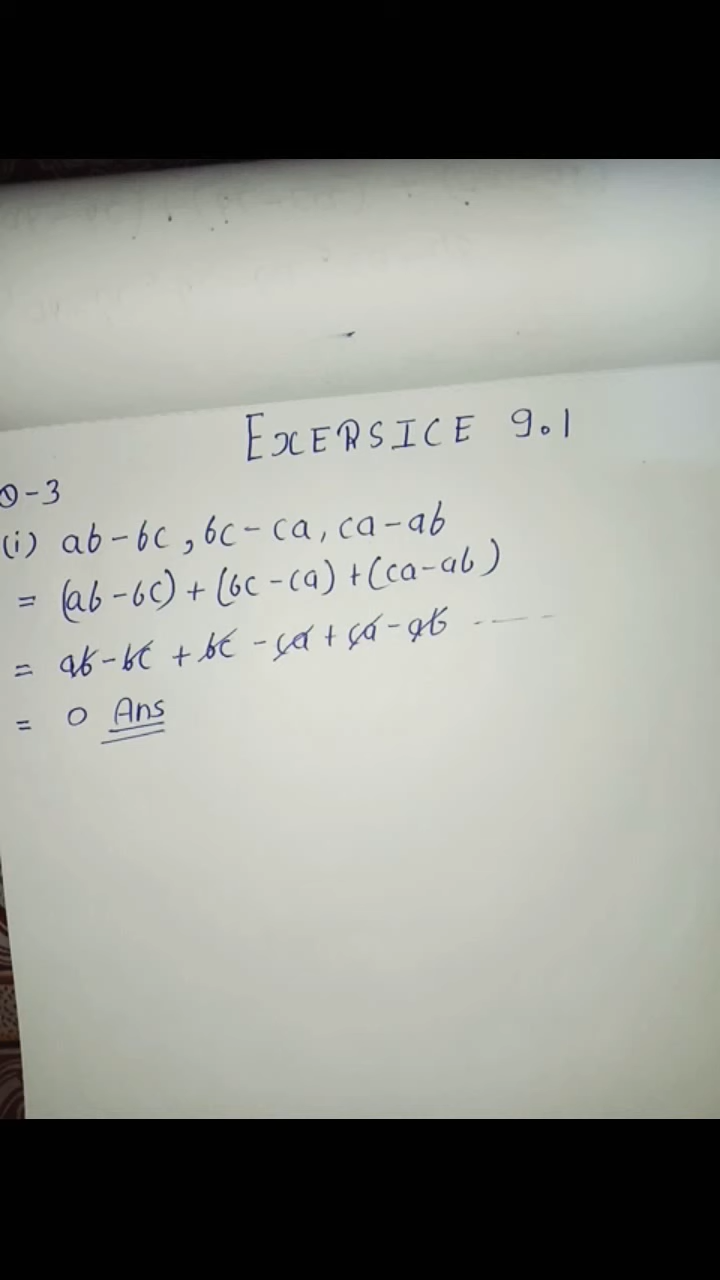 EXERSICE 9.1
Q-3
(i) ab-bc, bc-ca, ca-ab
= (ab-bc)+(bc-ca)+(ca-ab)
= ab-bc + bc - ca + ca - ab
= 0 Ans